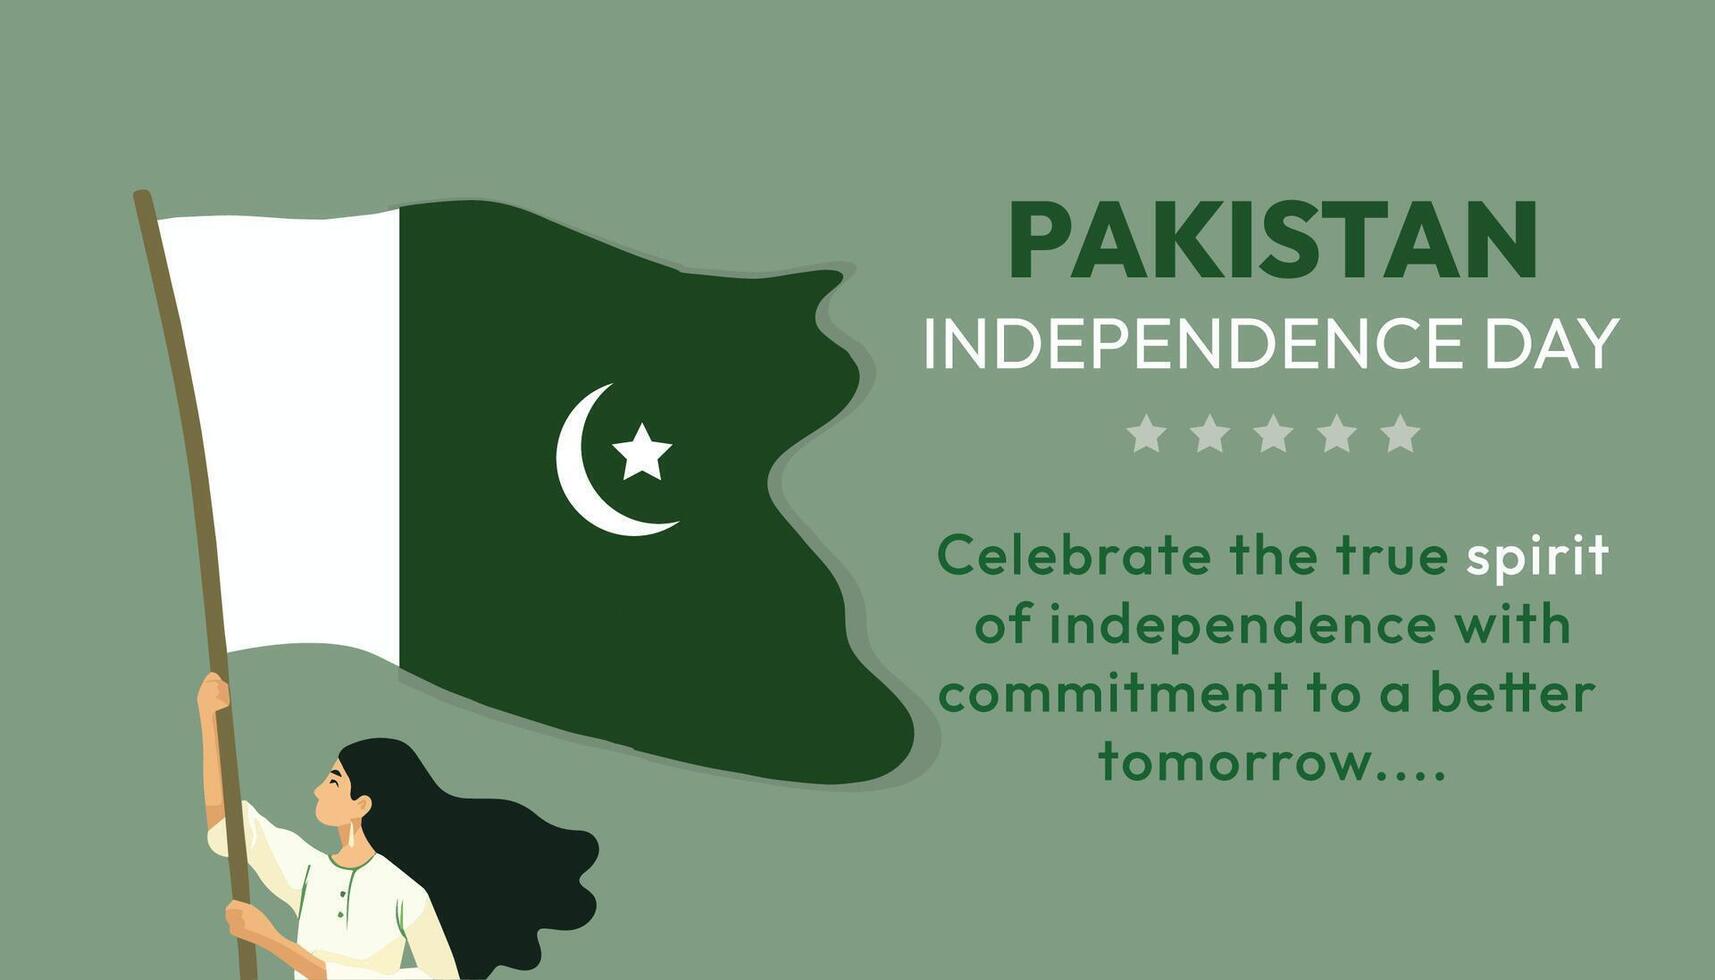 PAKISTAN
INDEPENDENCE DAY
Celebrate the true spirit
of independence with
commitment to a better
tomorrow....